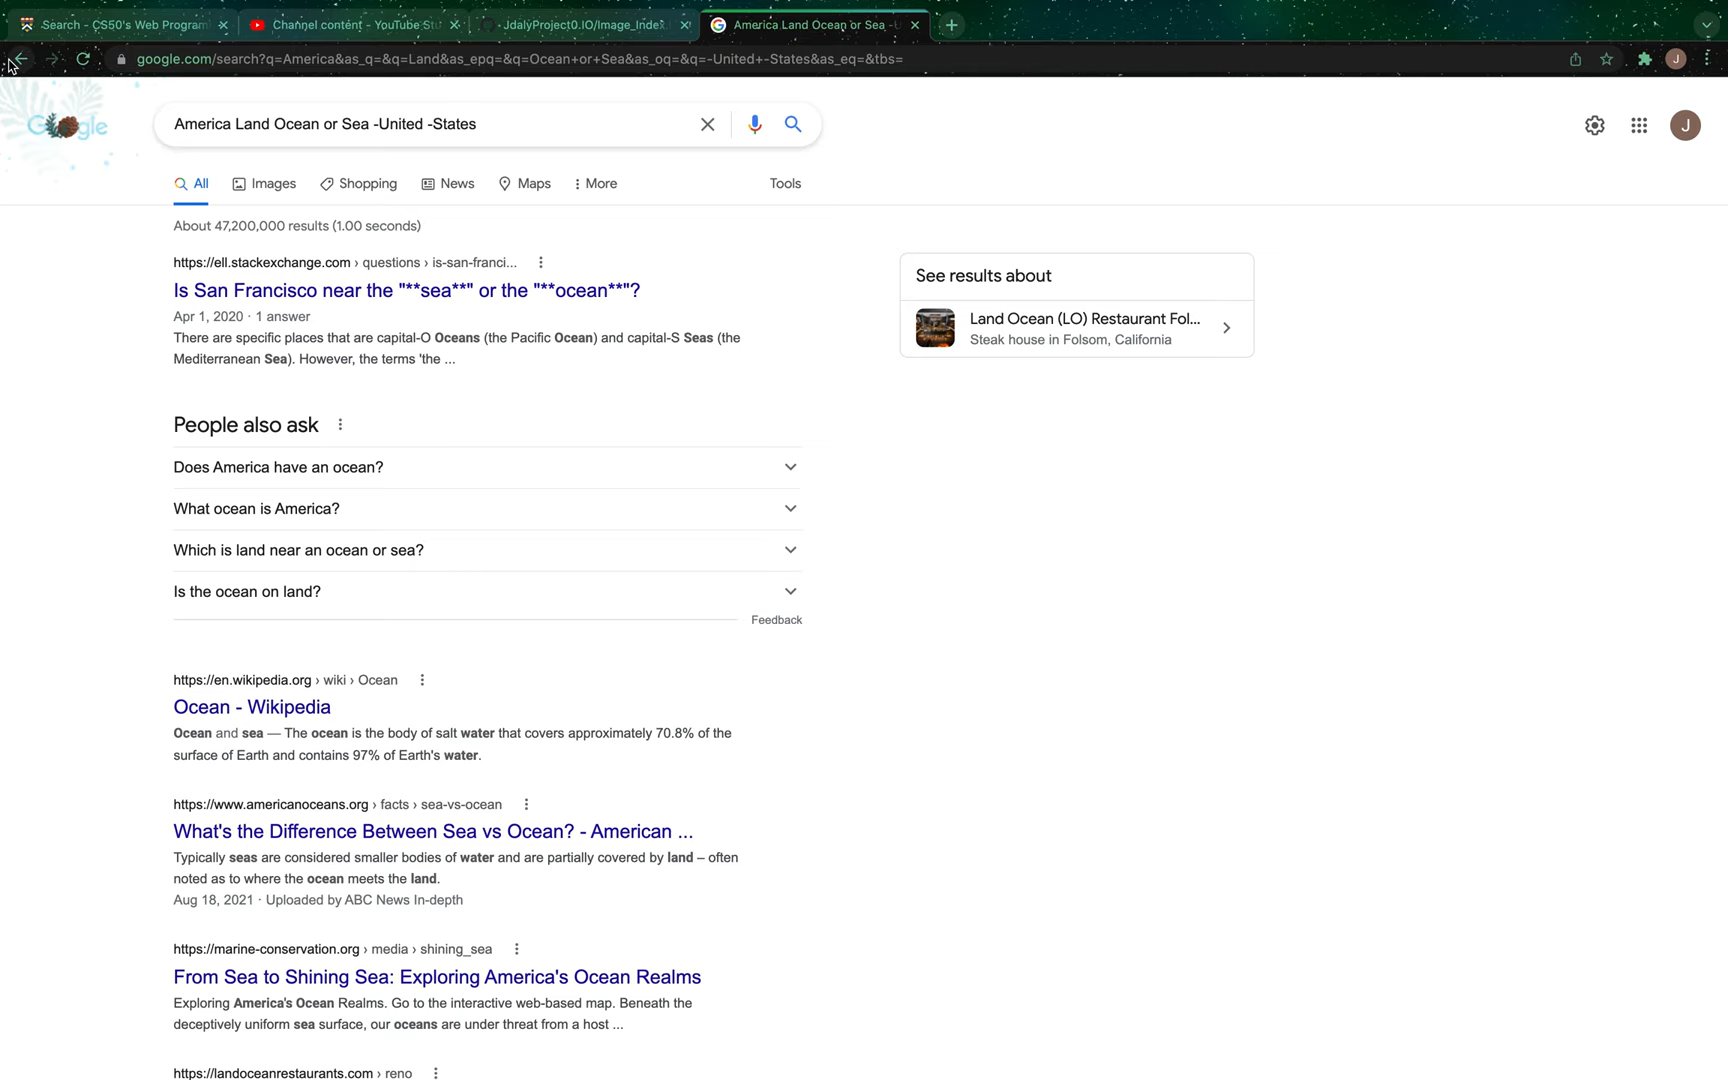 Search - CS50's Web Program
Channel content - YouTube Stu
JdalyProject0.IO/Image_Index.
America Land Ocean or Sea -U
google.com/search?q=America&as_q=&q=Land&as_epq=&q=Ocean+or+Sea&as_oq=&q=-United+-States&as_eq=&tbs=
J
Google
America Land Ocean or Sea -United -States
J
All
Images
Shopping
News
Maps
More
Tools
About 47,200,000 results (1.00 seconds)
https://ell.stackexchange.com › questions › is-san-franci...
Is San Francisco near the "**sea**" or the "**ocean**"?
Apr 1, 2020 · 1 answer
There are specific places that are capital-O Oceans (the Pacific Ocean) and capital-S Seas (the
Mediterranean Sea). However, the terms 'the ...
See results about
Land Ocean (LO) Restaurant Fol...
Steak house in Folsom, California
People also ask
Does America have an ocean?
What ocean is America?
Which is land near an ocean or sea?
Is the ocean on land?
Feedback
https://en.wikipedia.org › wiki › Ocean
Ocean - Wikipedia
Ocean and sea — The ocean is the body of salt water that covers approximately 70.8% of the
surface of Earth and contains 97% of Earth's water.
https://www.americanoceans.org › facts › sea-vs-ocean
What's the Difference Between Sea vs Ocean? - American ...
Typically seas are considered smaller bodies of water and are partially covered by land – often
noted as to where the ocean meets the land.
Aug 18, 2021 · Uploaded by ABC News In-depth
https://marine-conservation.org › media › shining_sea
From Sea to Shining Sea: Exploring America's Ocean Realms
Exploring America's Ocean Realms. Go to the interactive web-based map. Beneath the
deceptively uniform sea surface, our oceans are under threat from a host ...
https://landoceanrestaurants.com › reno